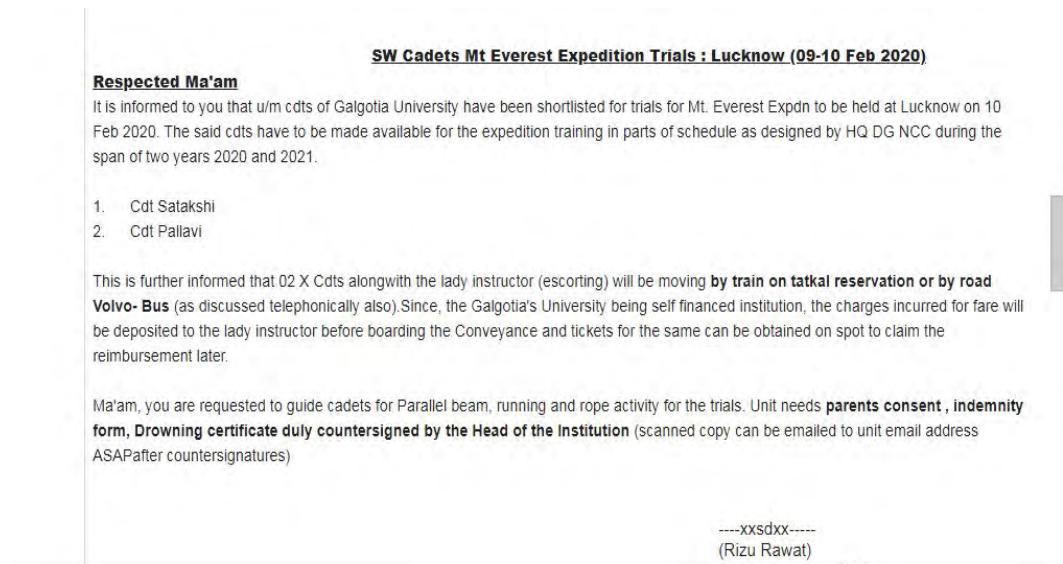 SW Cadets Mt Everest Expedition Trials : Lucknow (09-10 Feb 2020)
Respected Ma'am
It is informed to you that u/m cdts of Galgotia University have been shortlisted for trials for Mt. Everest Expdn to be held at Lucknow on 10
Feb 2020. The said cdts have to be made available for the expedition training in parts of schedule as designed by HQ DG NCC during the
span of two years 2020 and 2021.
1. Cdt Satakshi
2. Cdt Pallavi
This is further informed that 02 X Cdts alongwith the lady instructor (escorting) will be moving by train on tatkal reservation or by road
Volvo- Bus (as discussed telephonically also).Since, the Galgotia's University being self financed institution, the charges incurred for fare will
be deposited to the lady instructor before boarding the Conveyance and tickets for the same can be obtained on spot to claim the
reimbursement later.
Ma'am, you are requested to guide cadets for Parallel beam, running and rope activity for the trials. Unit needs parents consent , indemnity
form, Drowning certificate duly countersigned by the Head of the Institution (scanned copy can be emailed to unit email address
ASAPafter countersignatures)
----xxsdxx-----
(Rizu Rawat)